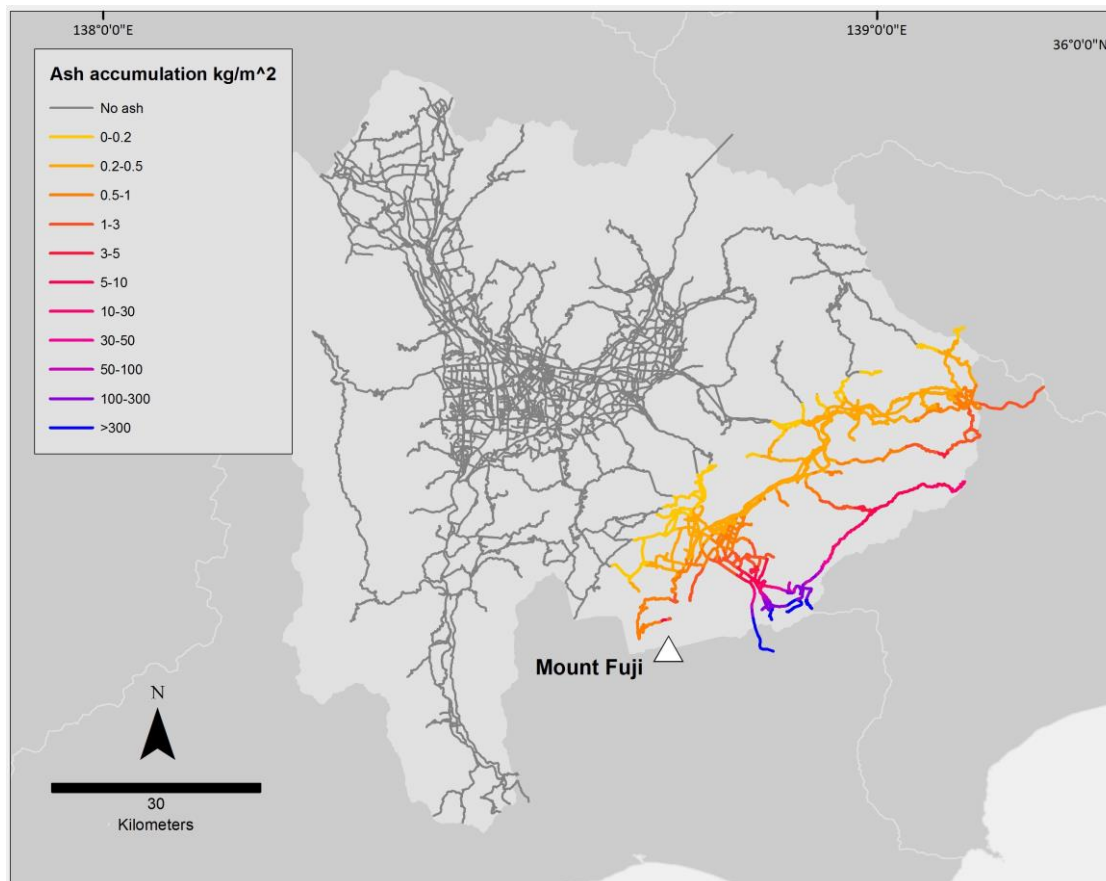 138°0'0"E
139°0'0"E
36°0'0"N
Ash accumulation kg/m^2
No ash
0-0.2
0.2-0.5
0.5-1
1-3
3-5
5-10
10-30
30-50
50-100
100-300
>300
Mount Fuji
N
30
Kilometers